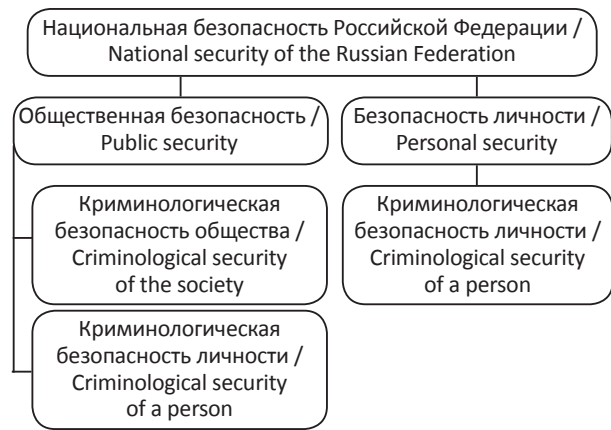 Национальная безопасность Российской Федерации /
National security of the Russian Federation
Общественная безопасность /
Public security
Безопасность личности /
Personal security
Криминологическая
безопасность общества /
Criminological security
of the society
Криминологическая
безопасность личности /
Criminological security
of a person
Криминологическая
безопасность личности /
Criminological security
of a person